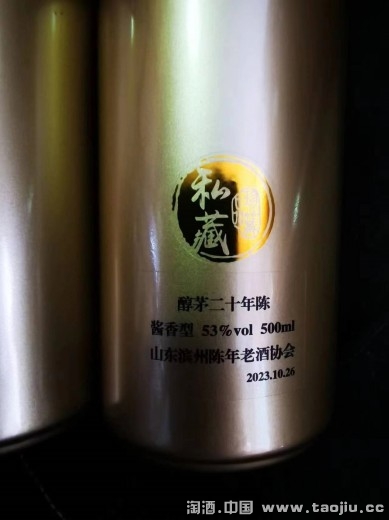 私藏
醇茅二十年陈
酱香型 53%vol 500ml
山东滨州陈年老酒协会
2023.10.26
淘酒.中国 www.taojiu.cc